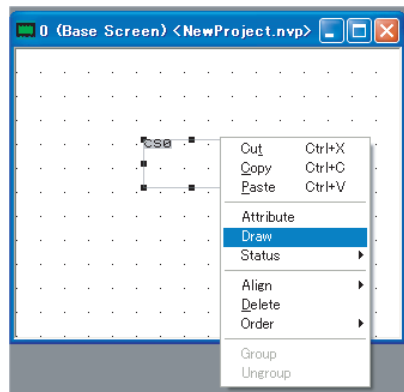 0 (Base Screen) <NewProject.nvp>
CS0
Cut Ctrl+X
Copy Ctrl+C
Paste Ctrl+V
Attribute
Draw
Status
Align
Delete
Order
Group
Ungroup